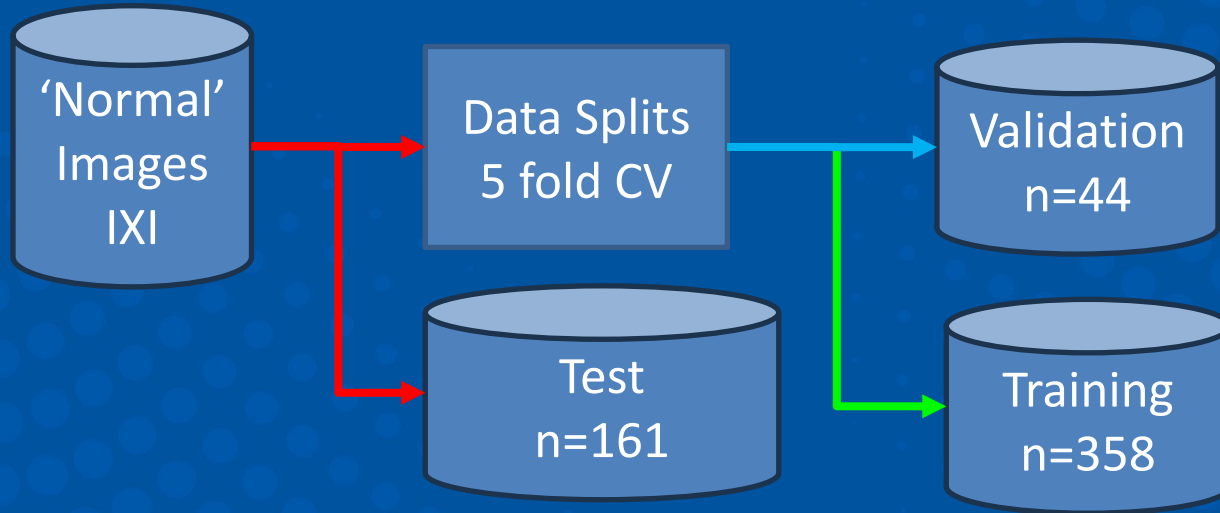 ‘Normal’
Images
IXI
Data Splits
5 fold CV
Test
n=161
Validation
n=44
Training
n=358